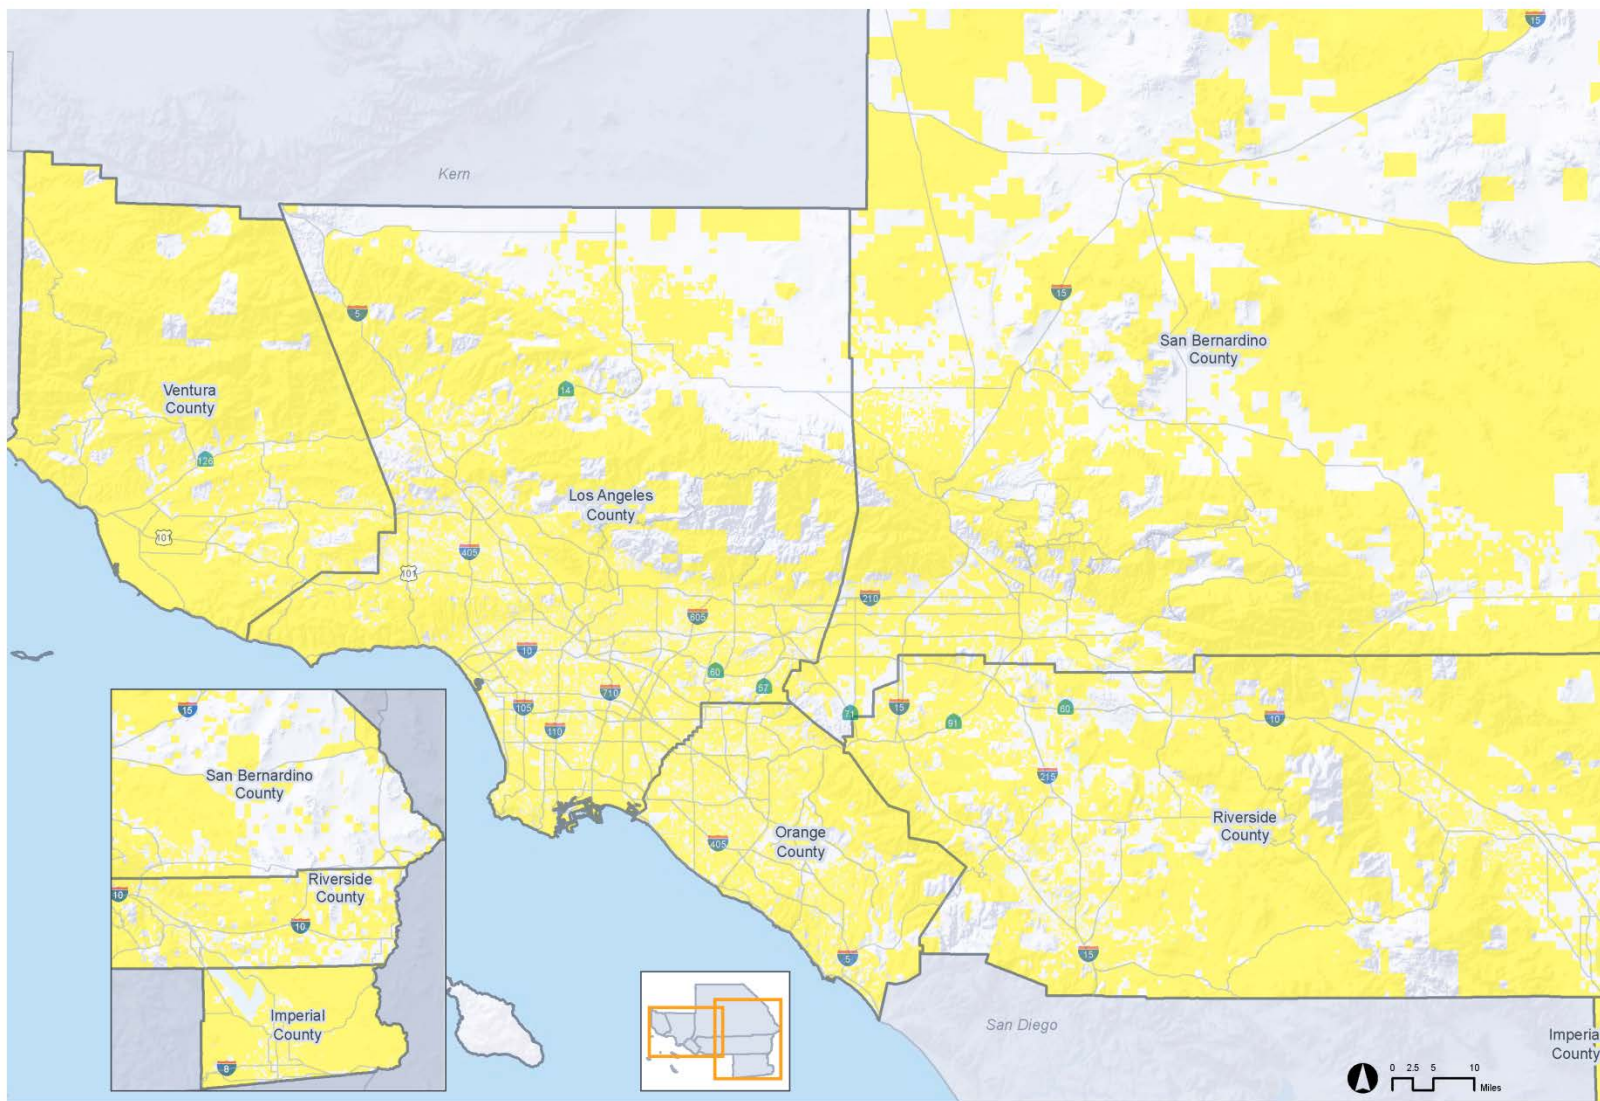 15
Kern
5
15
San Bernardino
County
Ventura
County
14
126
Los Angeles
County
101
405
101
210
605
10
60
57
710
105
110
71
15
91
60
10
215
15
San Bernardino
County
Riverside
County
Orange
County
405
Riverside
County
10
10
5
15
Imperial
County
8
San Diego
Imperia
County
0 2.5 5 10
Miles